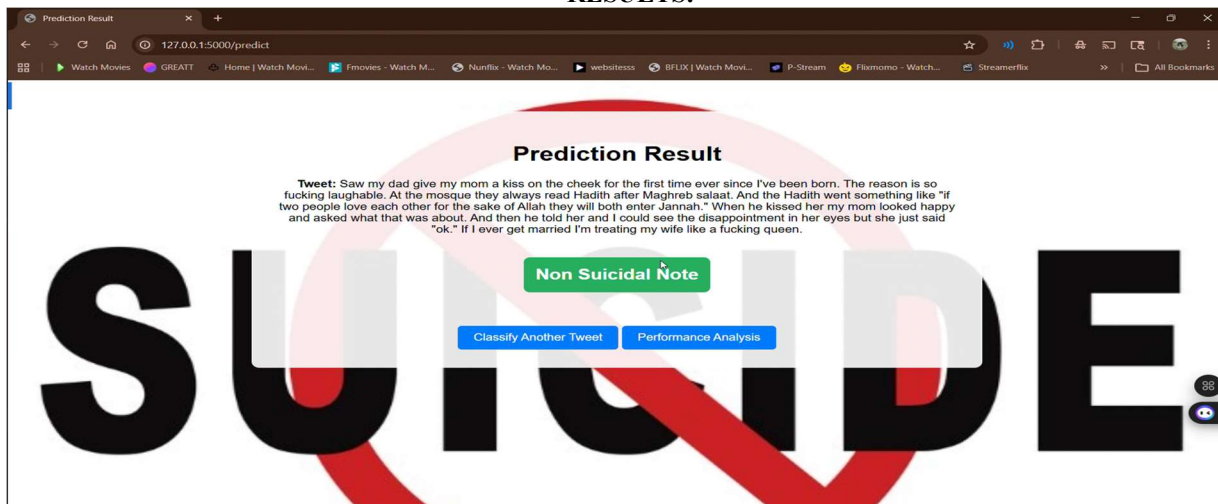 RESULTS:
Prediction Result
127.0.0.1:5000/predict
Watch Movies GREATT Home | Watch Movi... Fmovies - Watch M... Nunflix - Watch Mo... websitesss BFLIX | Watch Movi... P-Stream Flixmomo - Watch... Streamerflix » All Bookmarks
Prediction Result
Tweet: Saw my dad give my mom a kiss on the cheek for the first time ever since I've been born. The reason is so
fucking laughable. At the mosque they always read Hadith after Maghreb salaat. And the Hadith went something like "if
two people love each other for the sake of Allah they will both enter Jannah." When he kissed her my mom looked happy
and asked what that was about. And then he told her and I could see the disappointment in her eyes but she just said
"ok." If I ever get married I'm treating my wife like a fucking queen.
Non Suicidal Note
Classify Another Tweet Performance Analysis
SUICIDE